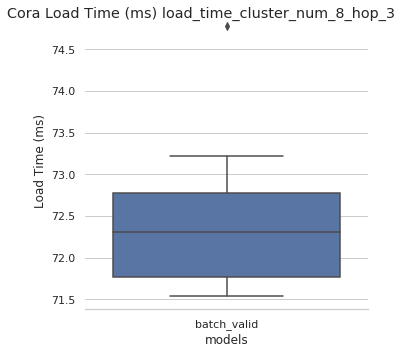 Cora Load Time (ms) load_time_cluster_num_8_hop_3
74.5
74.0
73.5
73.0
72.5
72.0
71.5
Load Time (ms)
batch_valid
models